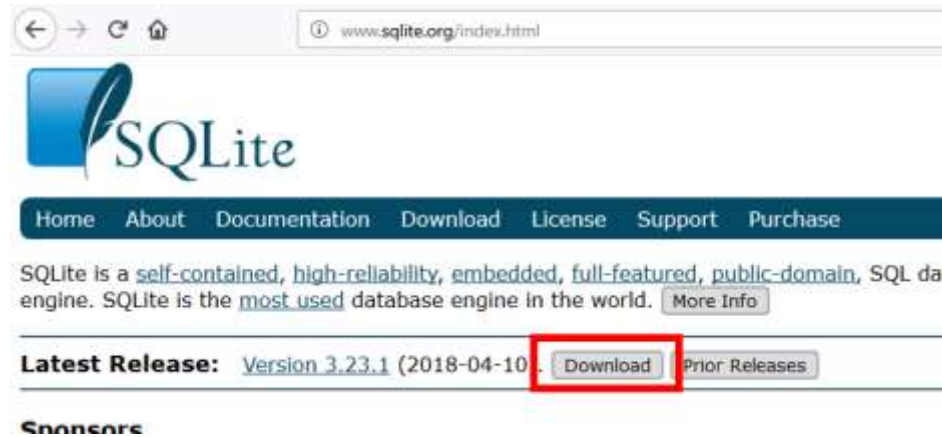 www.sqlite.org/index.html
SQLite
Home About Documentation Download License Support Purchase
SQLite is a self-contained, high-reliability, embedded, full-featured, public-domain, SQL da
engine. SQLite is the most used database engine in the world. More Info
Latest Release: Version 3.23.1 (2018-04-10 . Download Prior Releases
Sponsors